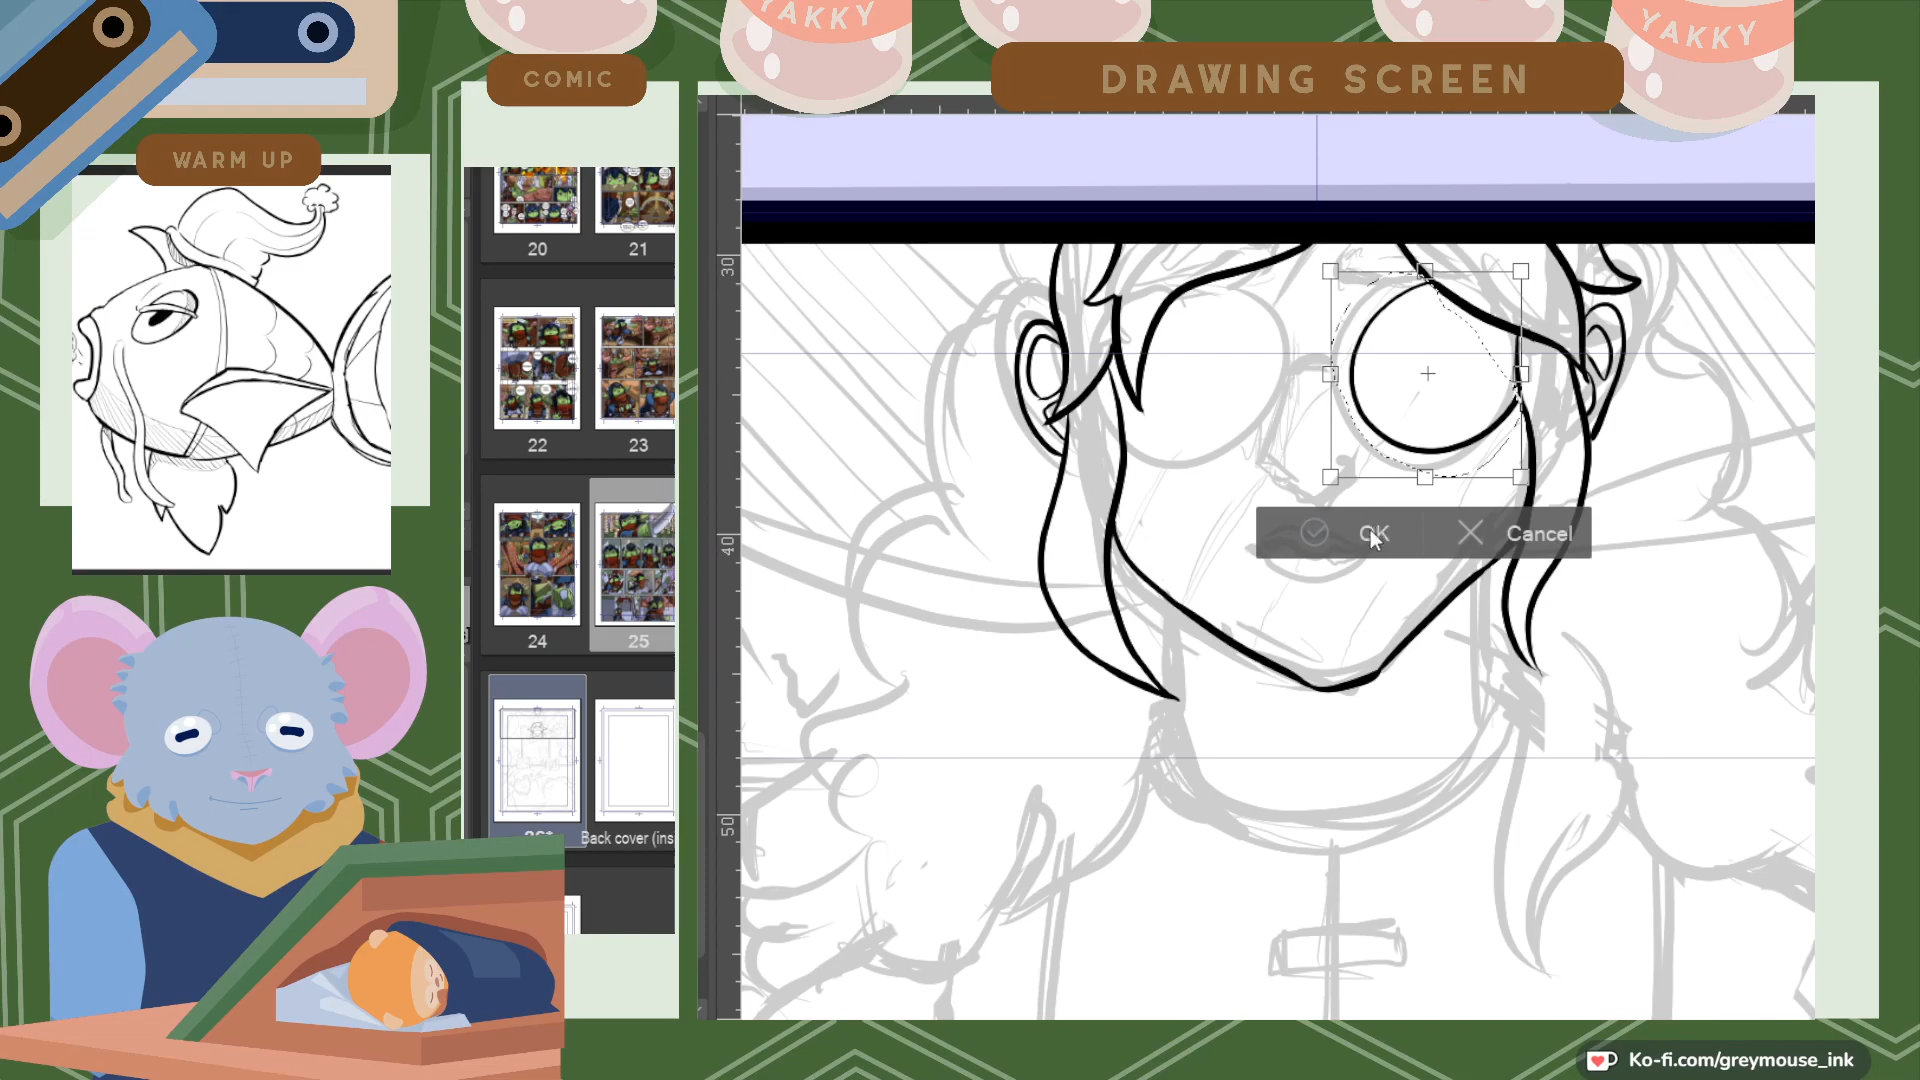 YAKKY
YAKKY
COMIC
DRAWING SCREEN
WARM UP
20
21
22
23
24
25
Back cover (ins
30
40
50
OK
Cancel
Ko-fi.com/greymouse_ink